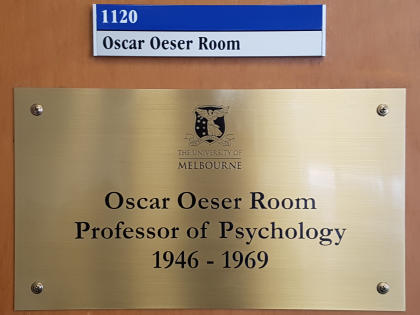 1120
Oscar Oeser Room
THE UNIVERSITY OF
MELBOURNE
Oscar Oeser Room
Professor of Psychology
1946 - 1969